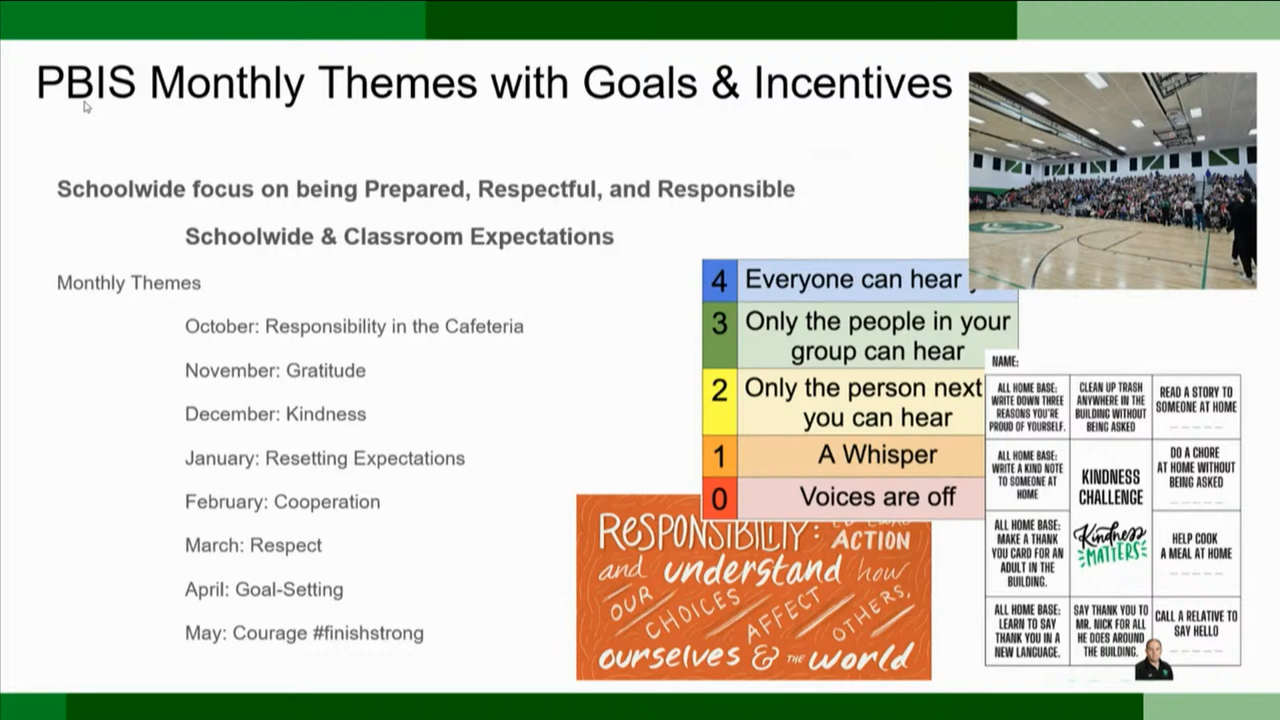 PBIS Monthly Themes with Goals & Incentives
Schoolwide focus on being Prepared, Respectful, and Responsible
Schoolwide & Classroom Expectations
Monthly Themes
October: Responsibility in the Cafeteria
November: Gratitude
December: Kindness
January: Resetting Expectations
February: Cooperation
March: Respect
April: Goal-Setting
May: Courage #finishstrong
4 Everyone can hear
3 Only the people in your
group can hear
2 Only the person next
you can hear
1 A Whisper
0 Voices are off
RESPONSIBILITY:
ACTION
and understand how
OUR CHOICES AFFECT OTHERS,
ourselves & THE world
NAME:
ALL HOME BASE:
WRITE DOWN THREE
REASONS YOU'RE
PROUD OF YOURSELF.
CLEAN UP TRASH
ANYWHERE IN THE
BUILDING WITHOUT
BEING ASKED
READ A STORY TO
SOMEONE AT HOME
ALL HOME BASE:
WRITE A KIND NOTE
TO SOMEONE AT
HOME
KINDNESS
CHALLENGE
DO A CHORE
AT HOME WITHOUT
BEING ASKED
ALL HOME BASE:
MAKE A THANK
YOU CARD FOR AN
ADULT IN THE
BUILDING.
Kindness
MATTERS
HELP COOK
A MEAL AT HOME
ALL HOME BASE:
LEARN TO SAY
THANK YOU IN A
NEW LANGUAGE.
SAY THANK YOU TO
MR. NICK FOR ALL
HE DOES AROUND
THE BUILDING.
CALL A RELATIVE TO
SAY HELLO